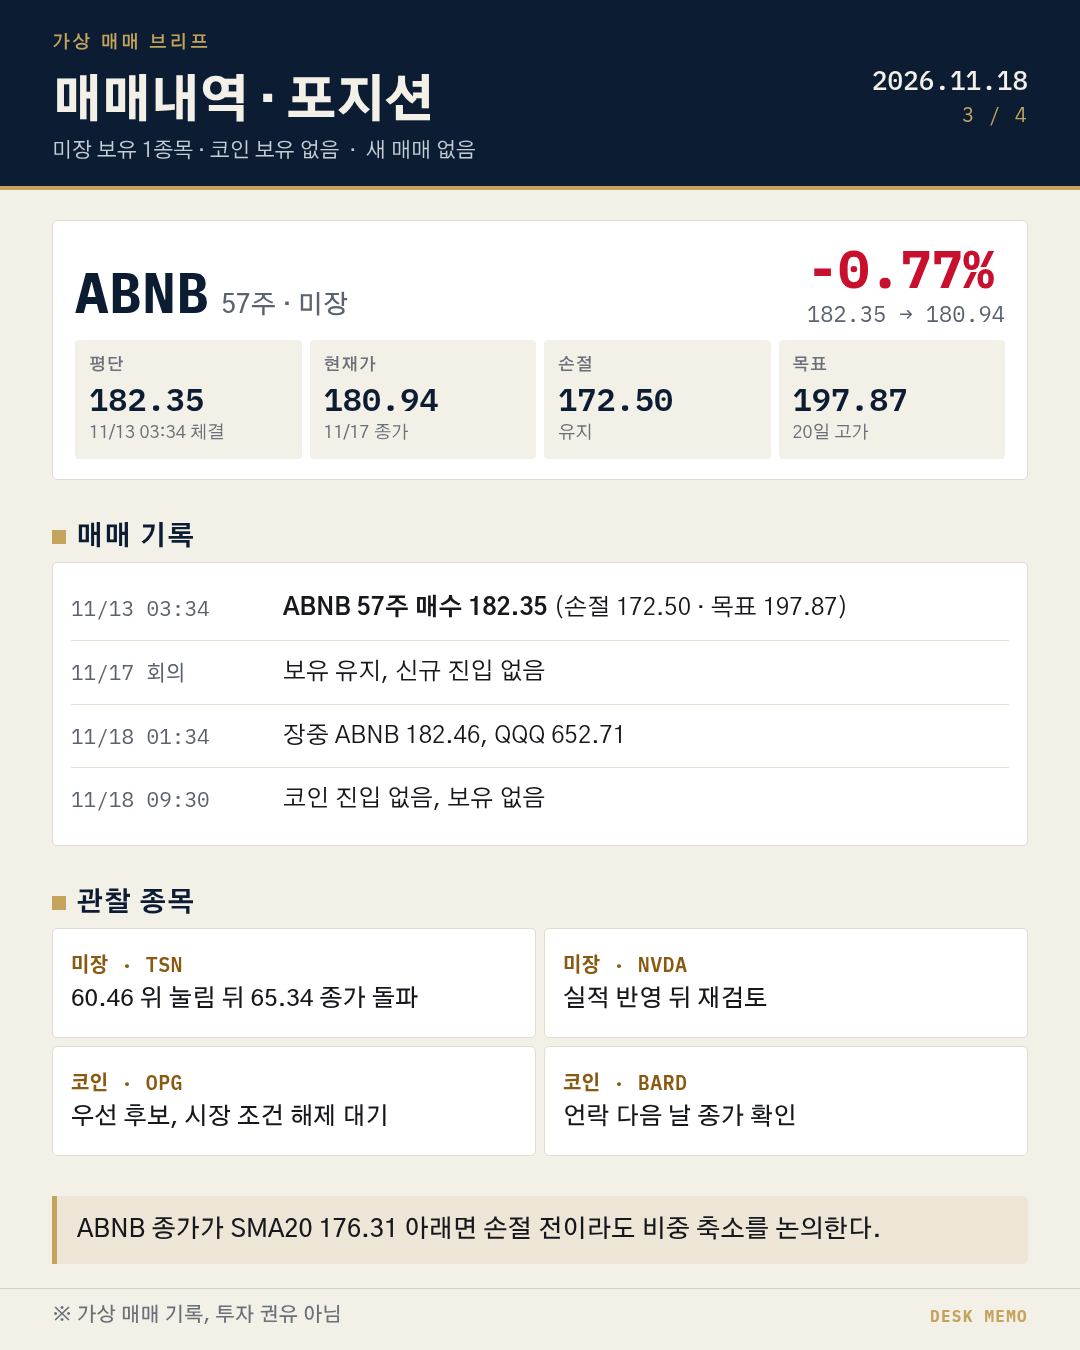 가상 매매 브리프
매매내역 · 포지션
미장 보유 1종목 · 코인 보유 없음 · 새 매매 없음
2026.11.18
3 / 4
ABNB 57주 · 미장
-0.77%
182.35 → 180.94
평단
182.35
11/13 03:34 체결
현재가
180.94
11/17 종가
손절
172.50
유지
목표
197.87
20일 고가
매매 기록
11/13 03:34 ABNB 57주 매수 182.35 (손절 172.50 · 목표 197.87)
11/17 회의 보유 유지, 신규 진입 없음
11/18 01:34 장중 ABNB 182.46, QQQ 652.71
11/18 09:30 코인 진입 없음, 보유 없음
관찰 종목
미장 · TSN
60.46 위 눌림 뒤 65.34 종가 돌파
미장 · NVDA
실적 반영 뒤 재검토
코인 · OPG
우선 후보, 시장 조건 해제 대기
코인 · BARD
언락 다음 날 종가 확인
ABNB 종가가 SMA20 176.31 아래면 손절 전이라도 비중 축소를 논의한다.
※ 가상 매매 기록, 투자 권유 아님
DESK MEMO